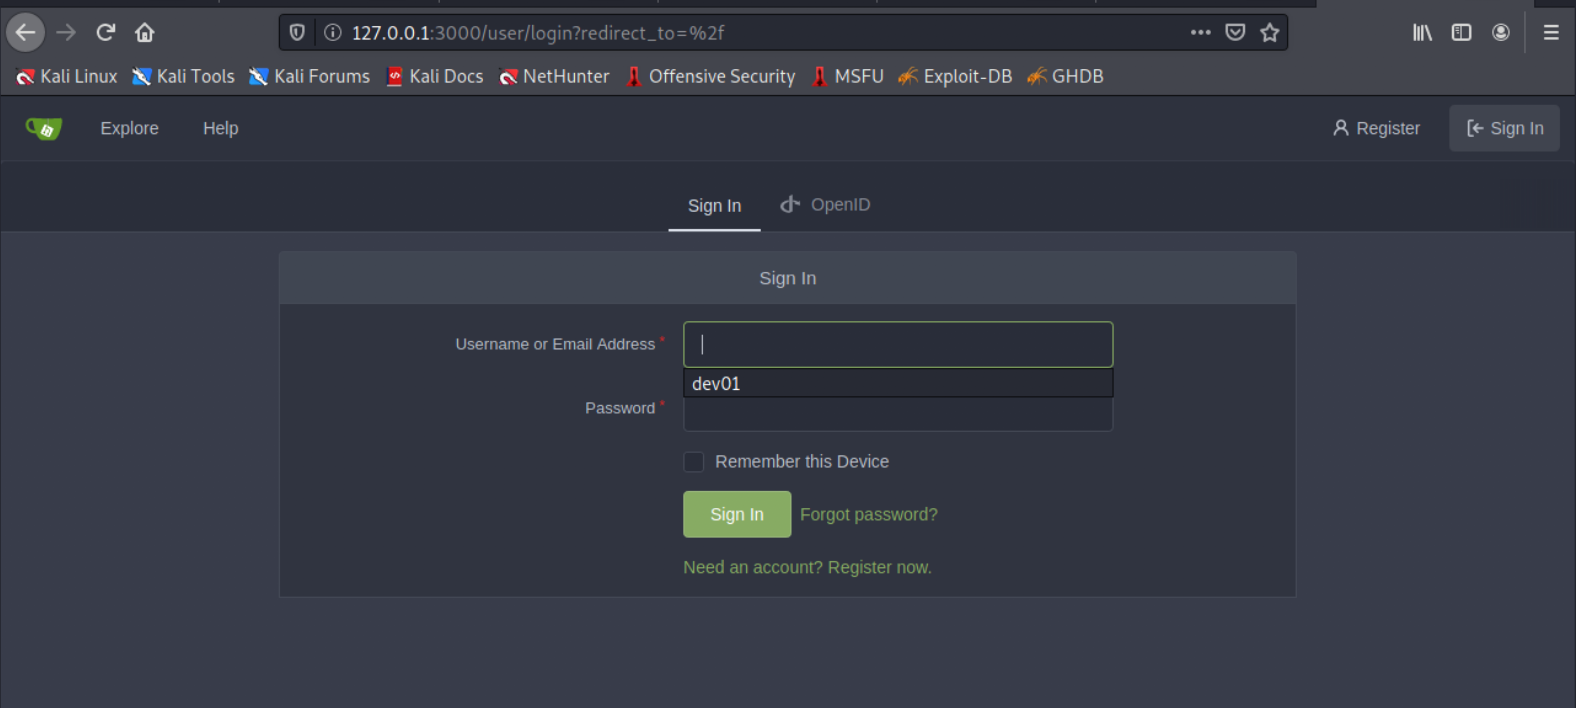 127.0.0.1:3000/user/login?redirect_to=%2f
Kali Linux Kali Tools Kali Forums Kali Docs NetHunter Offensive Security MSFU Exploit-DB GHDB
Explore Help Register Sign In
Sign In OpenID
Sign In
Username or Email Address *
dev01
Password *
Remember this Device
Sign In Forgot password?
Need an account? Register now.